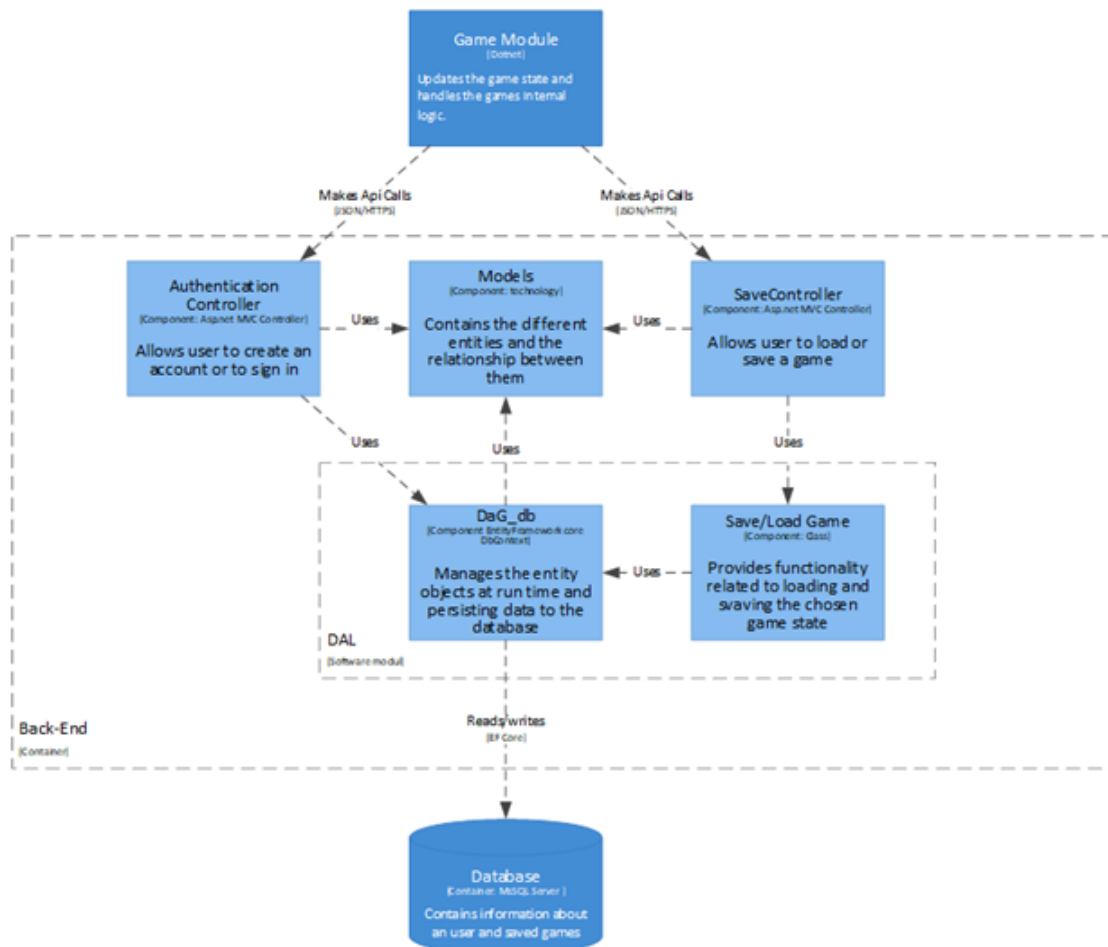 Game Module
[Dotnet]
Updates the game state and
handles the games internal
logic.
Makes Api Calls
[JSON/HTTPS]
Makes Api Calls
[JSON/HTTPS]
Authentication
Controller
[Component: Asp.net MVC Controller]
Allows user to create an
account or to sign in
Uses
Models
[Component: technology]
Contains the different
entities and the
relationship between
them
Uses
SaveController
[Component: Asp.net MVC Controller]
Allows user to load or
save a game
Uses
Uses
Uses
DaG_db
[Component EntityFramework core
DbContext]
Manages the entity
objects at run time and
persisting data to the
database
Uses
Save/Load Game
[Component: Class]
Provides functionality
related to loading and
svaving the chosen
game state
DAL
[Software modul]
Reads/writes
[EF Core]
Back-End
[Container]
Database
[Container: MsSQL Server ]
Contains information about
an user and saved games